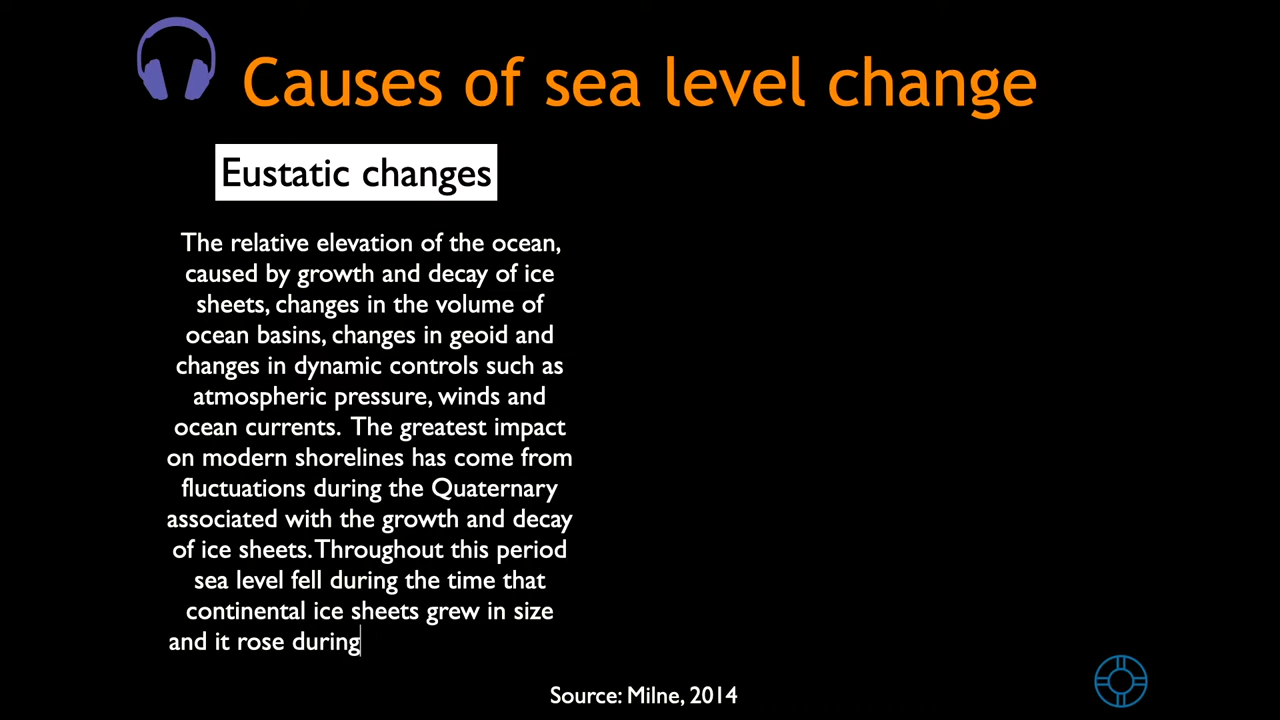 Causes of sea level change
Eustatic changes
The relative elevation of the ocean,
caused by growth and decay of ice
sheets, changes in the volume of
ocean basins, changes in geoid and
changes in dynamic controls such as
atmospheric pressure, winds and
ocean currents.  The greatest impact
on modern shorelines has come from
fluctuations during the Quaternary
associated with the growth and decay
of ice sheets. Throughout this period
sea level fell during the time that
continental ice sheets grew in size
and it rose during
Source: Milne, 2014